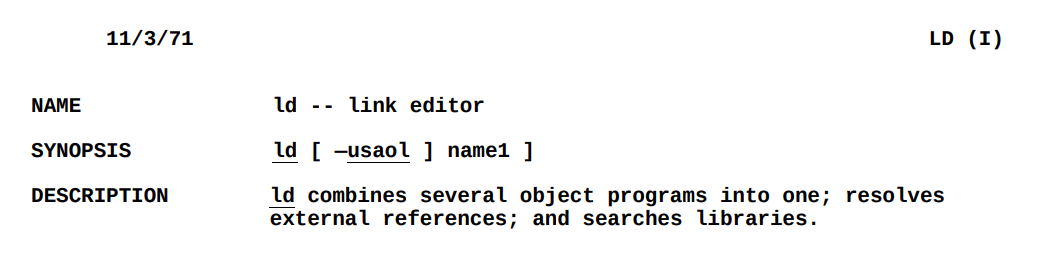 11/3/71 LD (I)
NAME ld -- link editor
SYNOPSIS ld [ —usaol ] name1 ]
DESCRIPTION ld combines several object programs into one; resolves
external references; and searches libraries.